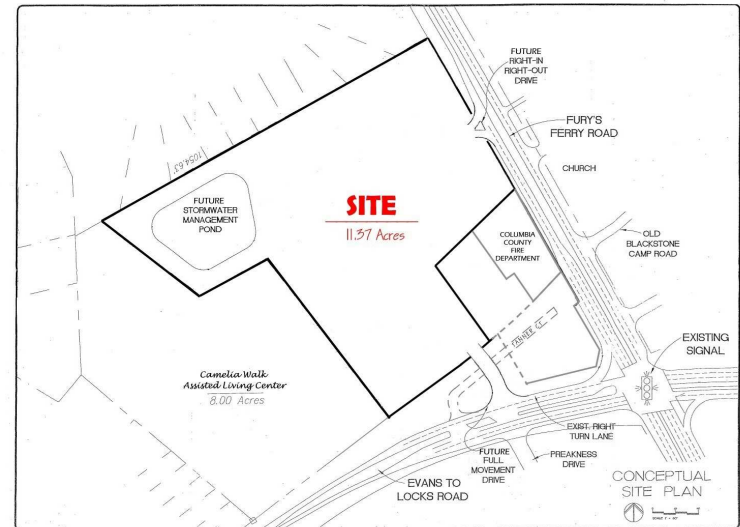 FUTURE
RIGHT-IN
RIGHT-OUT
DRIVE
FURY'S
FERRY ROAD
CHURCH
1054.63'
FUTURE
STORMWATER
MANAGEMENT
POND
SITE
11.37 Acres
COLUMBIA
COUNTY
FIRE
DEPARTMENT
OLD
BLACKSTONE
CAMP ROAD
EXISTING
SIGNAL
Camelia Walk
Assisted Living Center
8.00 Acres
EXIST. RIGHT
TURN LANE
FUTURE
FULL
MOVEMENT
DRIVE
PREAKNESS
DRIVE
EVANS TO
LOCKS ROAD
CONCEPTUAL
SITE PLAN